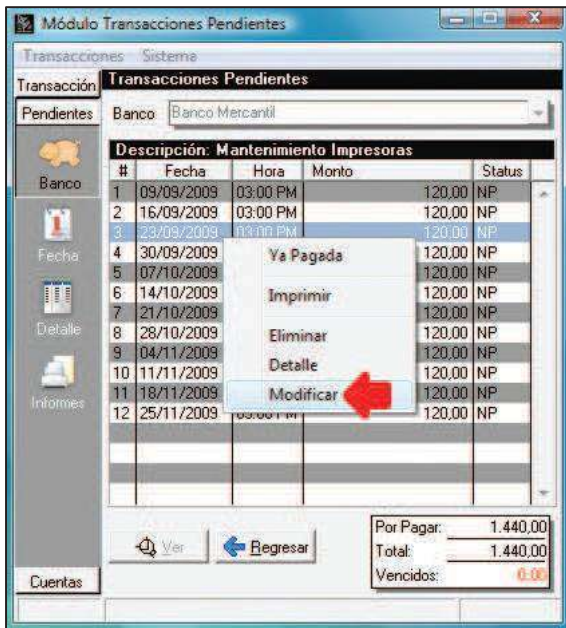 Módulo Transacciones Pendientes
Transacciones Sistema
Transacción
Transacciones Pendientes
Pendientes
Banco Banco Mercantil
Banco
Fecha
Detalle
Informes
Cuentas
Descripción: Mantenimiento Impresoras
# Fecha Hora Monto Status
1 09/09/2009 03:00 PM 120,00 NP
2 16/09/2009 03:00 PM 120,00 NP
3 23/09/2009 03:00 PM 120,00 NP
4 30/09/2009 120,00 NP
5 07/10/2009 120,00 NP
6 14/10/2009 120,00 NP
7 21/10/2009 120,00 NP
8 28/10/2009 120,00 NP
9 04/11/2009 120,00 NP
10 11/11/2009 120,00 NP
11 18/11/2009 120,00 NP
12 25/11/2009 03:00 PM 120,00 NP
Ya Pagada
Imprimir
Eliminar
Detalle
Modificar
Ver Regresar
Por Pagar: 1.440,00
Total: 1.440,00
Vencidos: 0.00